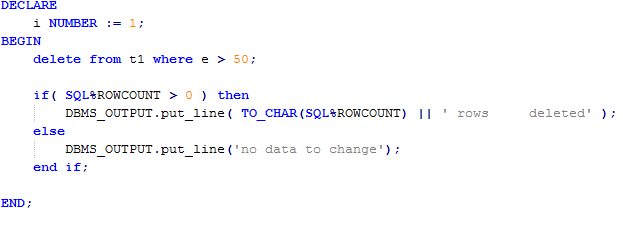 DECLARE
    i NUMBER := 1;
BEGIN
    delete from t1 where e > 50;
    if( SQL%ROWCOUNT > 0 ) then
        DBMS_OUTPUT.put_line( TO_CHAR(SQL%ROWCOUNT) || ' rows     deleted' );
    else
        DBMS_OUTPUT.put_line('no data to change');
    end if;
END;